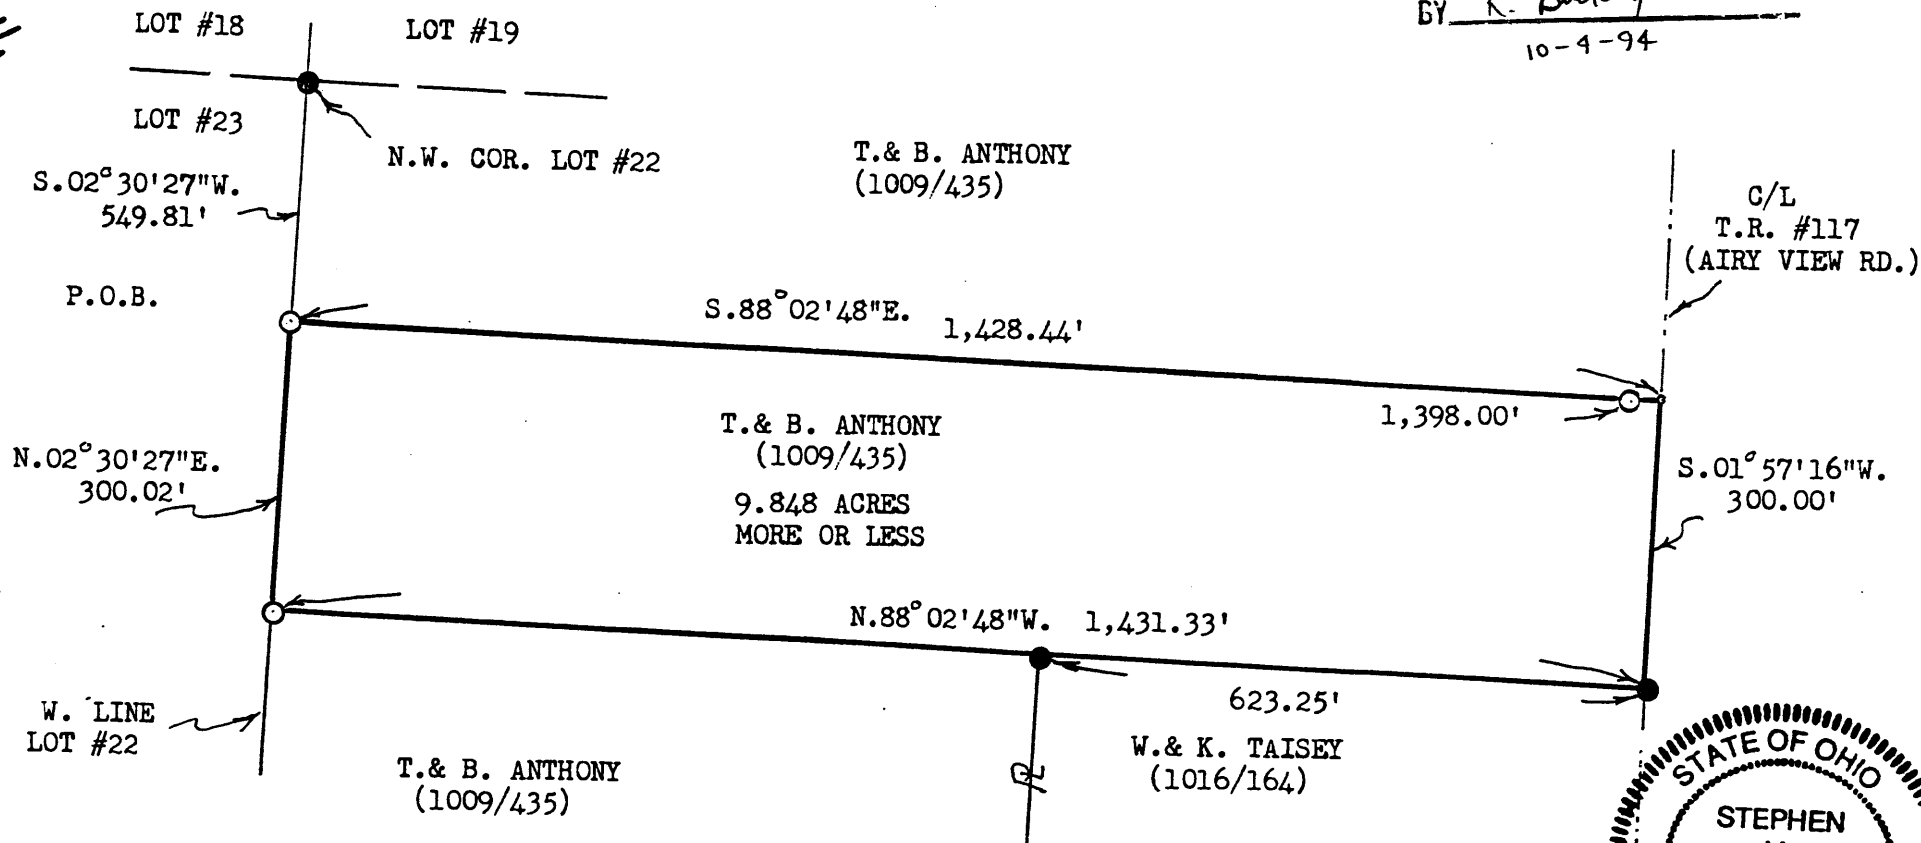 BY
10-4-94
LOT #18
LOT #19
LOT #23
N.W. COR. LOT #22
S.02°30'27"W.
549.81'
T.& B. ANTHONY
(1009/435)
C/L
T.R. #117
(AIRY VIEW RD.)
P.O.B.
S.88°02'48"E. 1,428.44'
1,398.00'
T.& B. ANTHONY
(1009/435)
9.848 ACRES
MORE OR LESS
N.02°30'27"E.
300.02'
S.01°57'16"W.
300.00'
N.88°02'48"W. 1,431.33'
623.25'
W. LINE
LOT #22
T.& B. ANTHONY
(1009/435)
PL
W.& K. TAISEY
(1016/164)
STATE OF OHIO
STEPHEN